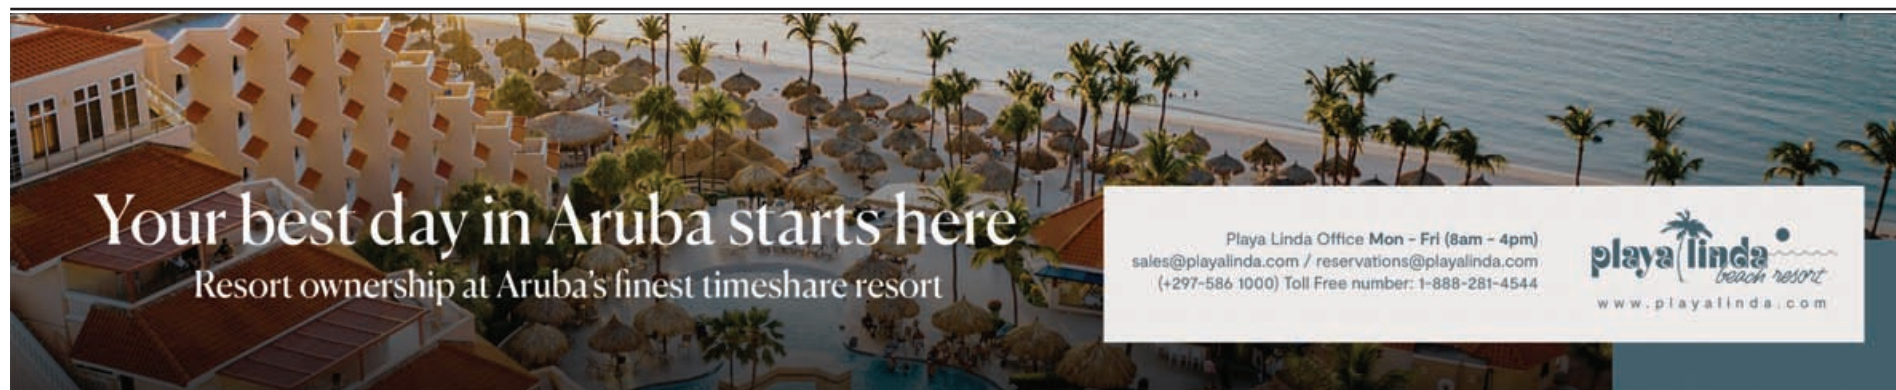 Your best day in Aruba starts here
Resort ownership at Aruba's finest timeshare resort
Playa Linda Office Mon - Fri (8am - 4pm)
sales@playalinda.com / reservations@playalinda.com
(+297-586 1000) Toll Free number: 1-888-281-4544
playa linda
beach resort
www.playalinda.com